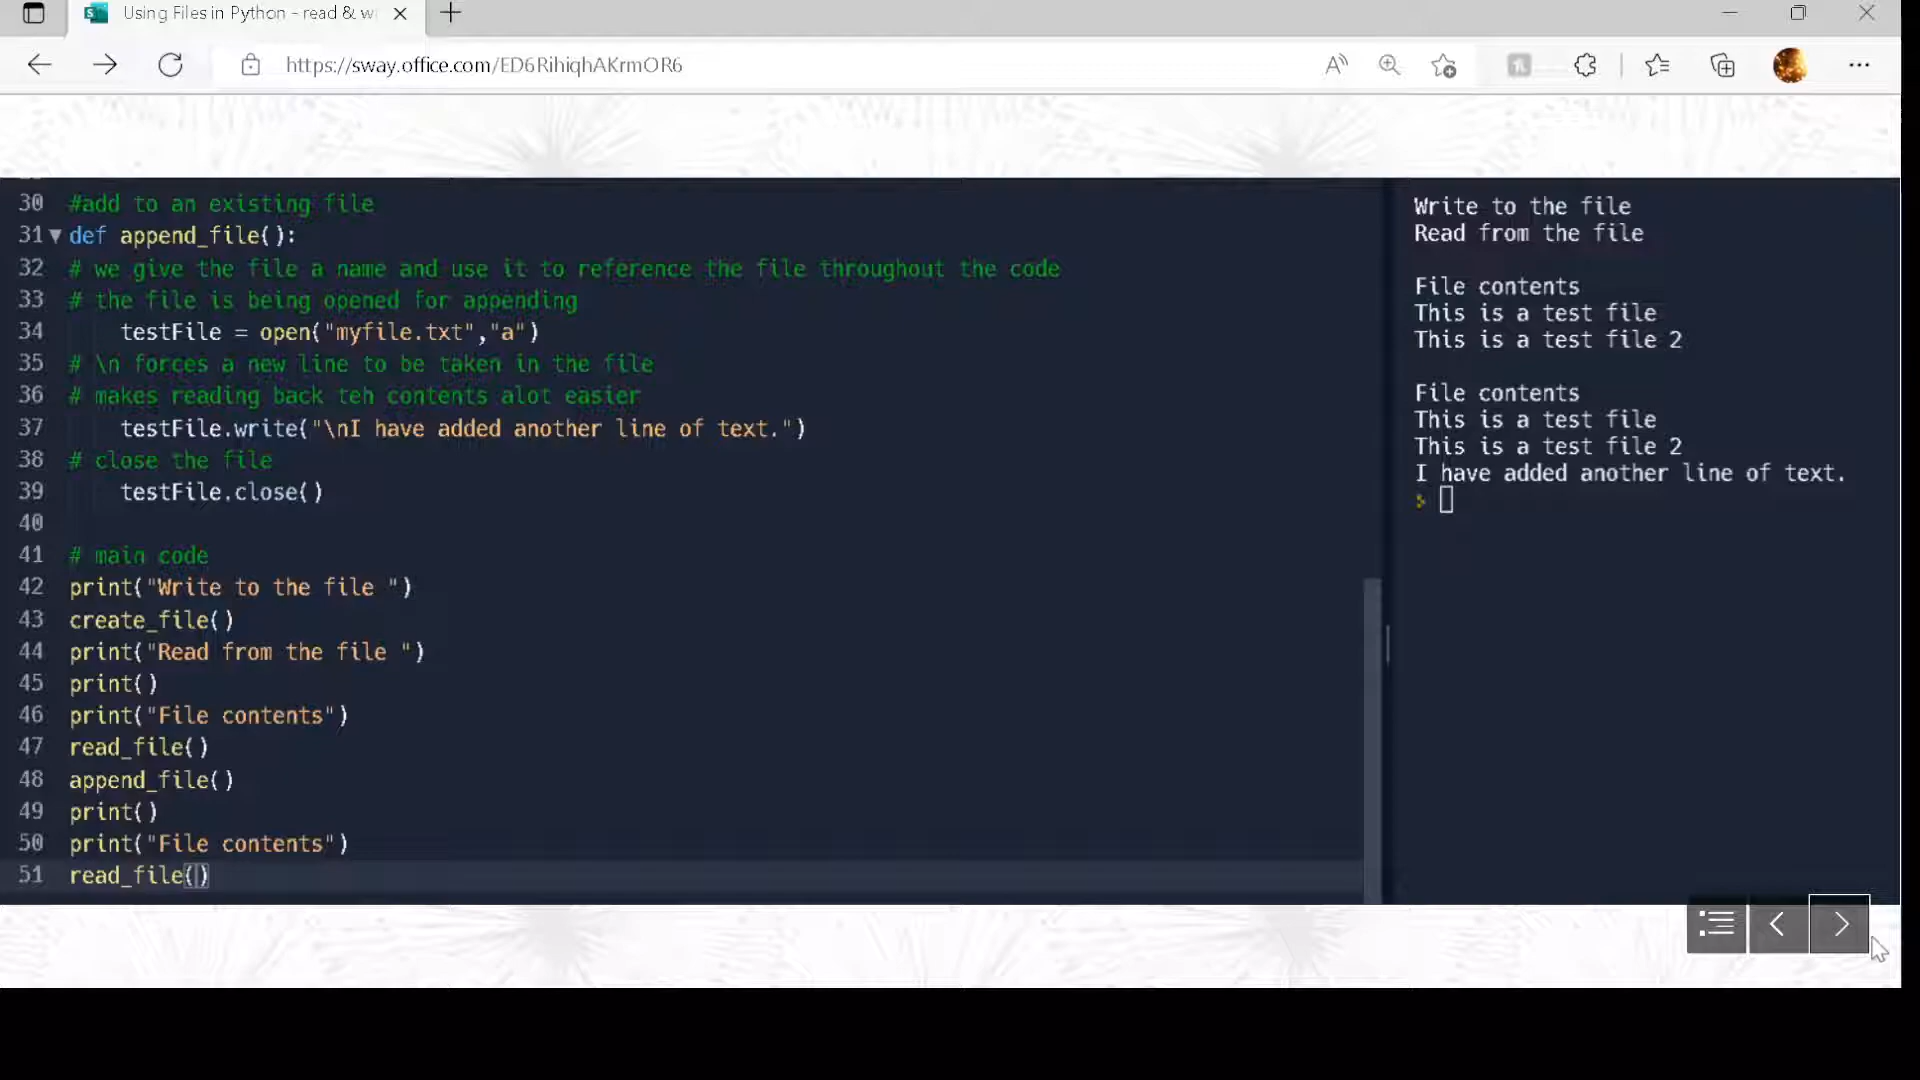 Using Files in Python - read & w
https://sway.office.com/ED6RihiqhAKrmOR6
30 #add to an existing file
31 def append_file():
32 # we give the file a name and use it to reference the file throughout the code
33 # the file is being opened for appending
34 testFile = open("myfile.txt","a")
35 # \n forces a new line to be taken in the file
36 # makes reading back teh contents alot easier
37 testFile.write("\nI have added another line of text.")
38 # close the file
39 testFile.close()
40
41 # main code
42 print("Write to the file ")
43 create_file()
44 print("Read from the file ")
45 print()
46 print("File contents")
47 read_file()
48 append_file()
49 print()
50 print("File contents")
51 read_file()
Write to the file
Read from the file
File contents
This is a test file
This is a test file 2
File contents
This is a test file
This is a test file 2
I have added another line of text.